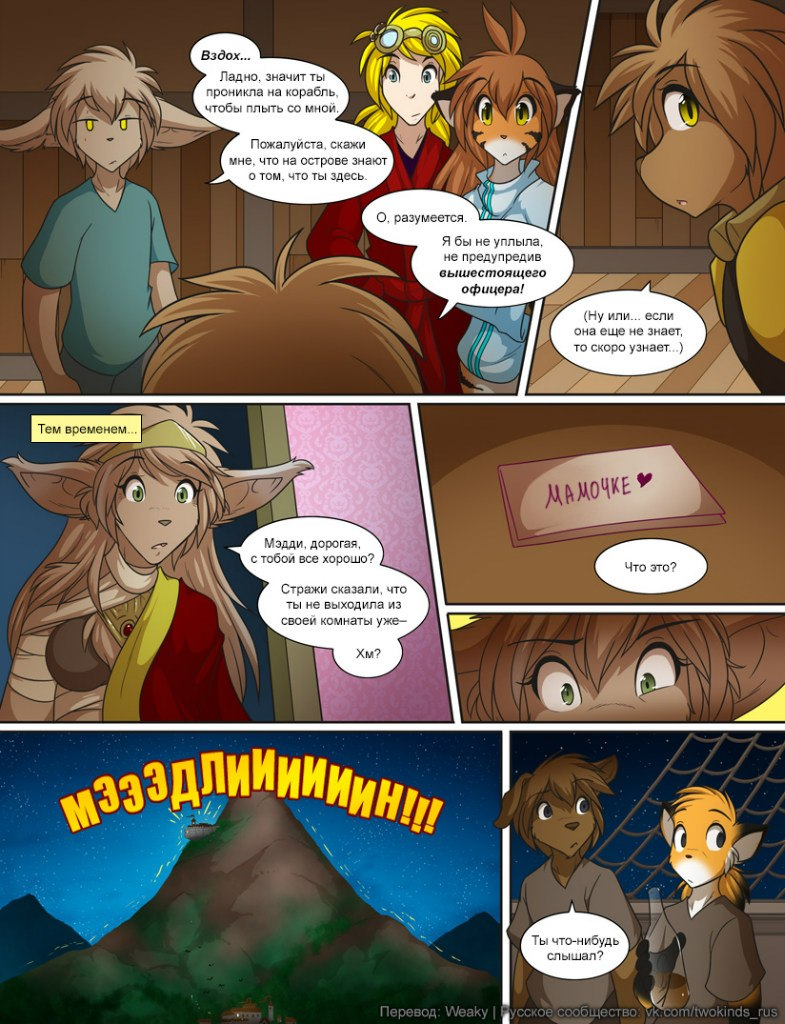 Вздох...
Ладно, значит ты
проникла на корабль,
чтобы плыть со мной.
Пожалуйста, скажи
мне, что на острове знают
о том, что ты здесь.
О, разумеется.
Я бы не уплыла,
не предупредив
вышестоящего
офицера!
(Ну или... если
она еще не знает,
то скоро узнает...)
Тем временем...
Мэдди, дорогая,
с тобой все хорошо?
Стражи сказали, что
ты не выходила из
своей комнаты уже–
Хм?
МАМОЧКЕ
Что это?
МЭЭЭДЛИИИИИИН!!!
Ты что-нибудь
слышал?
Перевод: Weaky | Русское сообщество: vk.com/twokinds_rus